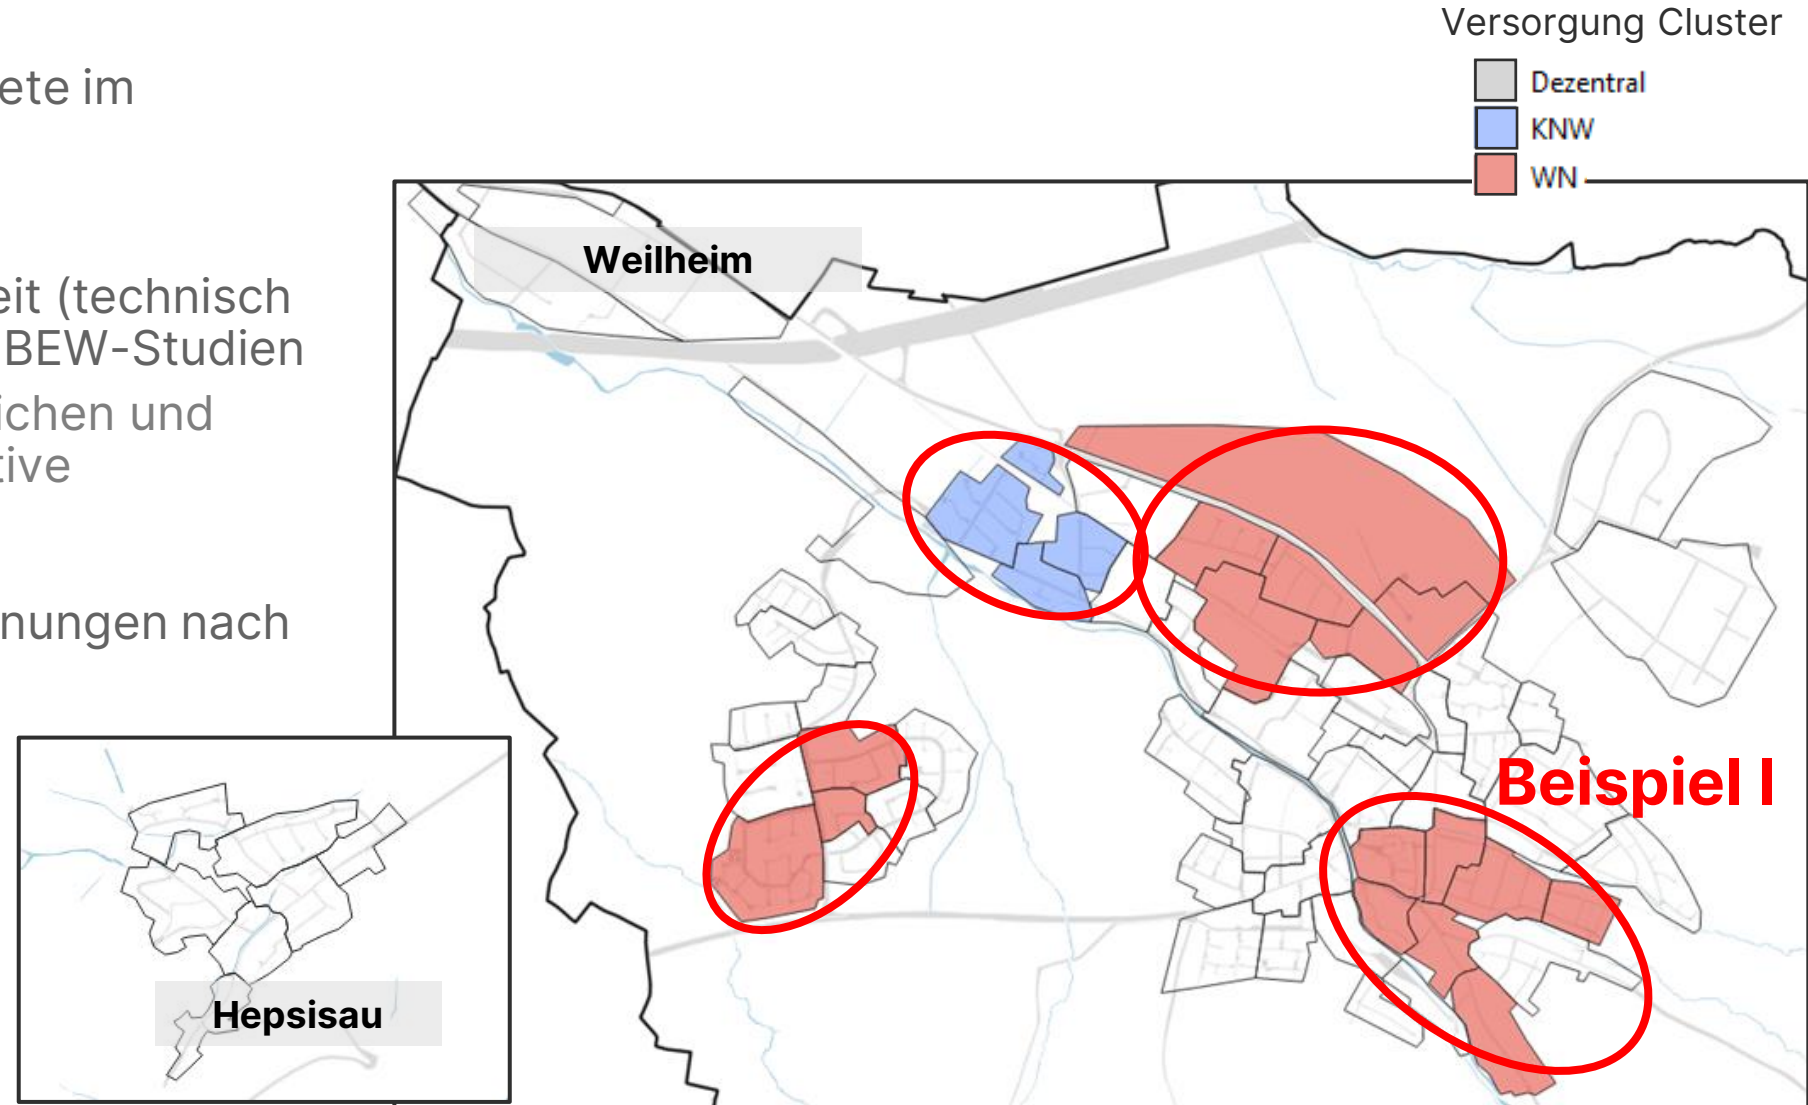 Versorgung Cluster
Dezentral
KNW
WN
ete im
eit (technisch
BEW-Studien
ichen und
tive
nungen nach
Weilheim
Beispiel I
Hepsisau